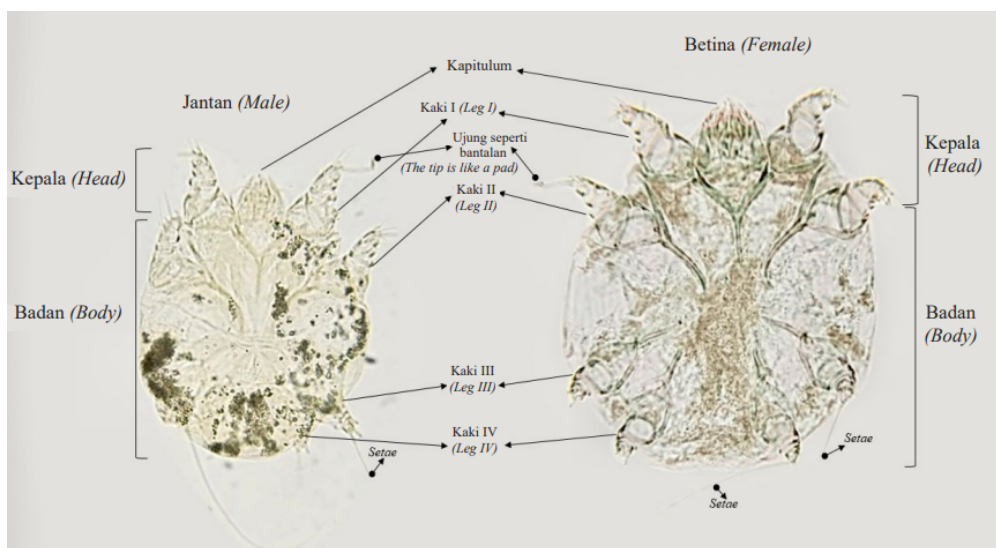 Betina (Female)
Kapitulum
Jantan (Male)
Kaki I (Leg I)
Ujung seperti
bantalan
(The tip is like a pad)
Kepala (Head)
Kepala
(Head)
Kaki II
(Leg II)
Badan (Body)
Badan
(Body)
Kaki III
(Leg III)
Kaki IV
(Leg IV)
Setae
Setae
Setae